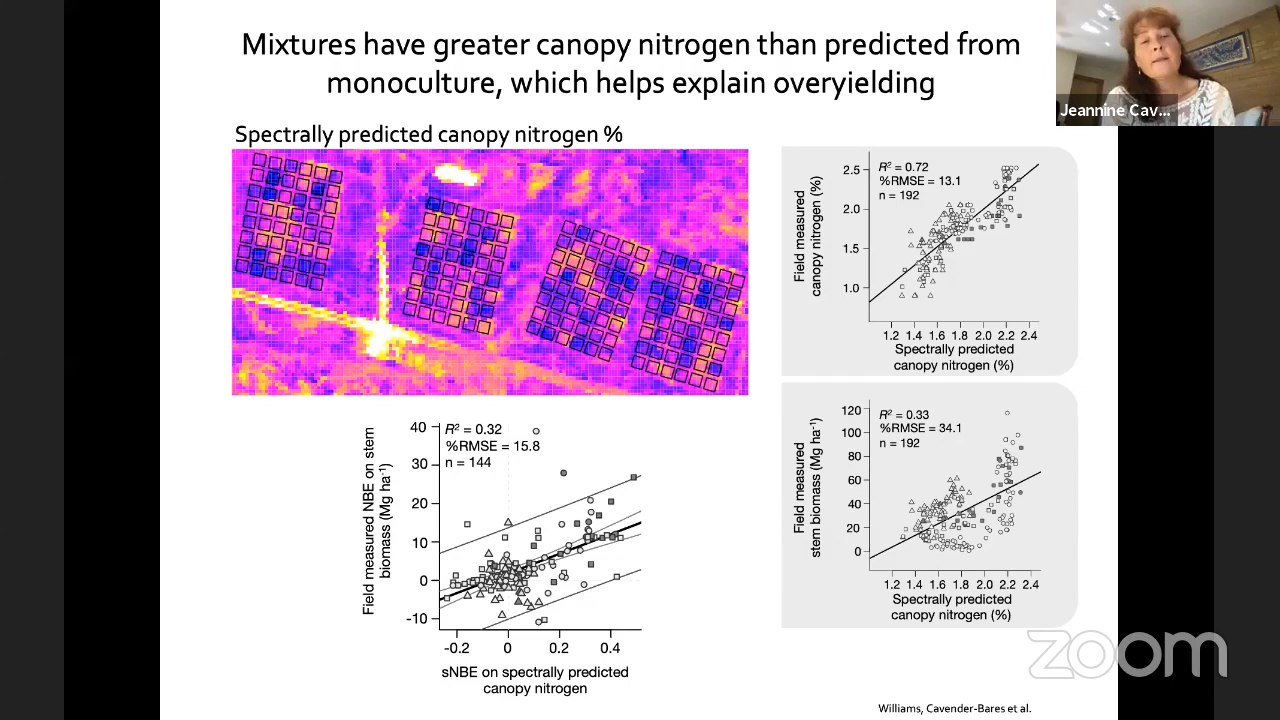 Mixtures have greater canopy nitrogen than predicted from
monoculture, which helps explain overyielding
Jeannine Cav...
Spectrally predicted canopy nitrogen %
R² = 0.72
%RMSE = 13.1
n = 192
2.5
2.0
1.5
1.0
Field measured
canopy nitrogen (%)
1.2 1.4 1.6 1.8 2.0 2.2 2.4
Spectrally predicted
canopy nitrogen (%)
R² = 0.33
%RMSE = 34.1
n = 192
120
100
80
60
40
20
0
Field measured
stem biomass (Mg ha⁻¹)
1.2 1.4 1.6 1.8 2.0 2.2 2.4
Spectrally predicted
canopy nitrogen (%)
R² = 0.32
%RMSE = 15.8
n = 144
40
30
20
10
0
-10
Field measured NBE on stem
biomass (Mg ha⁻¹)
-0.2 0 0.2 0.4
sNBE on spectrally predicted
canopy nitrogen
zoom
Williams, Cavender-Bares et al.